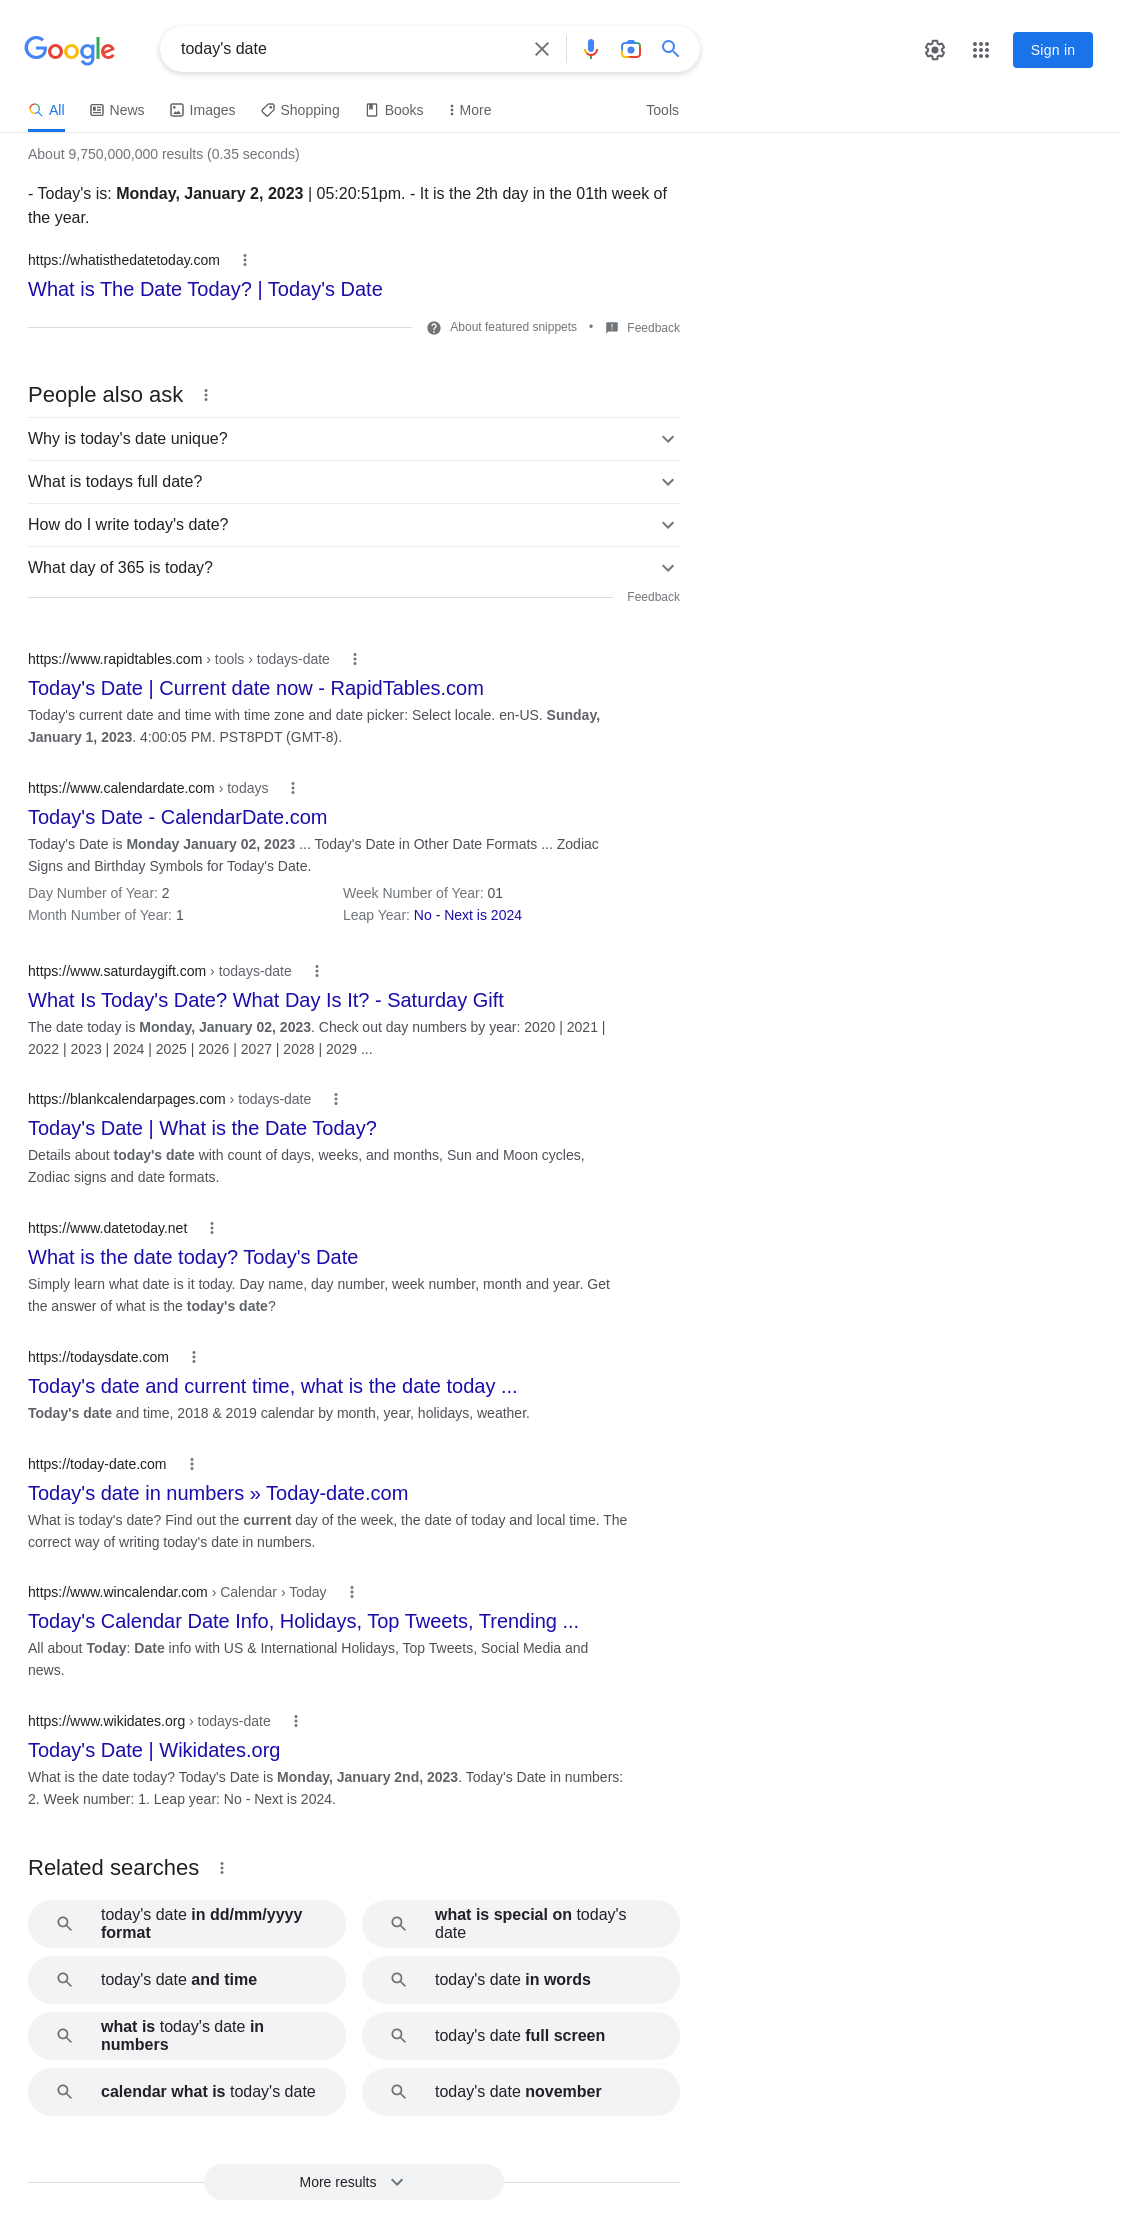 Google
today's date
Sign in
All
News
Images
Shopping
Books
More
Tools
About 9,750,000,000 results (0.35 seconds)
- Today's is: Monday, January 2, 2023 | 05:20:51pm. - It is the 2th day in the 01th week of
the year.
https://whatisthedatetoday.com
What is The Date Today? | Today's Date
About featured snippets • Feedback
People also ask
Why is today's date unique?
What is todays full date?
How do I write today's date?
What day of 365 is today?
Feedback
https://www.rapidtables.com › tools › todays-date
Today's Date | Current date now - RapidTables.com
Today's current date and time with time zone and date picker: Select locale. en-US. Sunday,
January 1, 2023. 4:00:05 PM. PST8PDT (GMT-8).
https://www.calendardate.com › todays
Today's Date - CalendarDate.com
Today's Date is Monday January 02, 2023 ... Today's Date in Other Date Formats ... Zodiac
Signs and Birthday Symbols for Today's Date.
Day Number of Year: 2
Week Number of Year: 01
Month Number of Year: 1
Leap Year: No - Next is 2024
https://www.saturdaygift.com › todays-date
What Is Today's Date? What Day Is It? - Saturday Gift
The date today is Monday, January 02, 2023. Check out day numbers by year: 2020 | 2021 |
2022 | 2023 | 2024 | 2025 | 2026 | 2027 | 2028 | 2029 ...
https://blankcalendarpages.com › todays-date
Today's Date | What is the Date Today?
Details about today's date with count of days, weeks, and months, Sun and Moon cycles,
Zodiac signs and date formats.
https://www.datetoday.net
What is the date today? Today's Date
Simply learn what date is it today. Day name, day number, week number, month and year. Get
the answer of what is the today's date?
https://todaysdate.com
Today's date and current time, what is the date today ...
Today's date and time, 2018 & 2019 calendar by month, year, holidays, weather.
https://today-date.com
Today's date in numbers » Today-date.com
What is today's date? Find out the current day of the week, the date of today and local time. The
correct way of writing today's date in numbers.
https://www.wincalendar.com › Calendar › Today
Today's Calendar Date Info, Holidays, Top Tweets, Trending ...
All about Today: Date info with US & International Holidays, Top Tweets, Social Media and
news.
https://www.wikidates.org › todays-date
Today's Date | Wikidates.org
What is the date today? Today's Date is Monday, January 2nd, 2023. Today's Date in numbers:
2. Week number: 1. Leap year: No - Next is 2024.
Related searches
today's date in dd/mm/yyyy
format
what is special on today's
date
today's date and time
today's date in words
what is today's date in
numbers
today's date full screen
calendar what is today's date
today's date november
More results